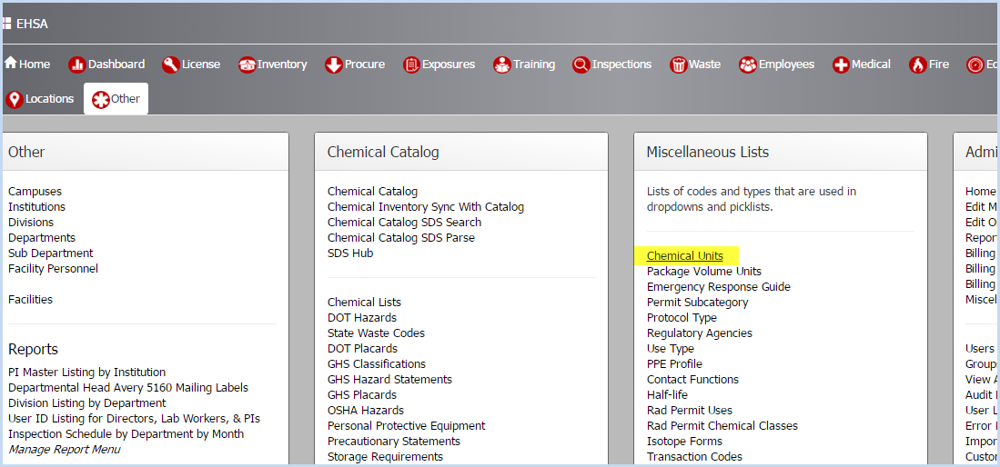 EHSA
Home Dashboard License Inventory Procure Exposures Training Inspections Waste Employees Medical Fire
Locations Other
Other
Campuses
Institutions
Divisions
Departments
Sub Department
Facility Personnel
Facilities
Reports
PI Master Listing by Institution
Departmental Head Avery 5160 Mailing Labels
Division Listing by Department
User ID Listing for Directors, Lab Workers, & PIs
Inspection Schedule by Department by Month
Manage Report Menu
Chemical Catalog
Chemical Catalog
Chemical Inventory Sync With Catalog
Chemical Catalog SDS Search
Chemical Catalog SDS Parse
SDS Hub
Chemical Lists
DOT Hazards
State Waste Codes
DOT Placards
GHS Classifications
GHS Hazard Statements
GHS Placards
OSHA Hazards
Personal Protective Equipment
Precautionary Statements
Storage Requirements
Miscellaneous Lists
Lists of codes and types that are used in
dropdowns and picklists.
Chemical Units
Package Volume Units
Emergency Response Guide
Permit Subcategory
Protocol Type
Regulatory Agencies
Use Type
PPE Profile
Contact Functions
Half-life
Rad Permit Uses
Rad Permit Chemical Classes
Isotope Forms
Transaction Codes
Home
Edit
Edit
Billing
Billing
Billing
Users
View
Audit
User
Error